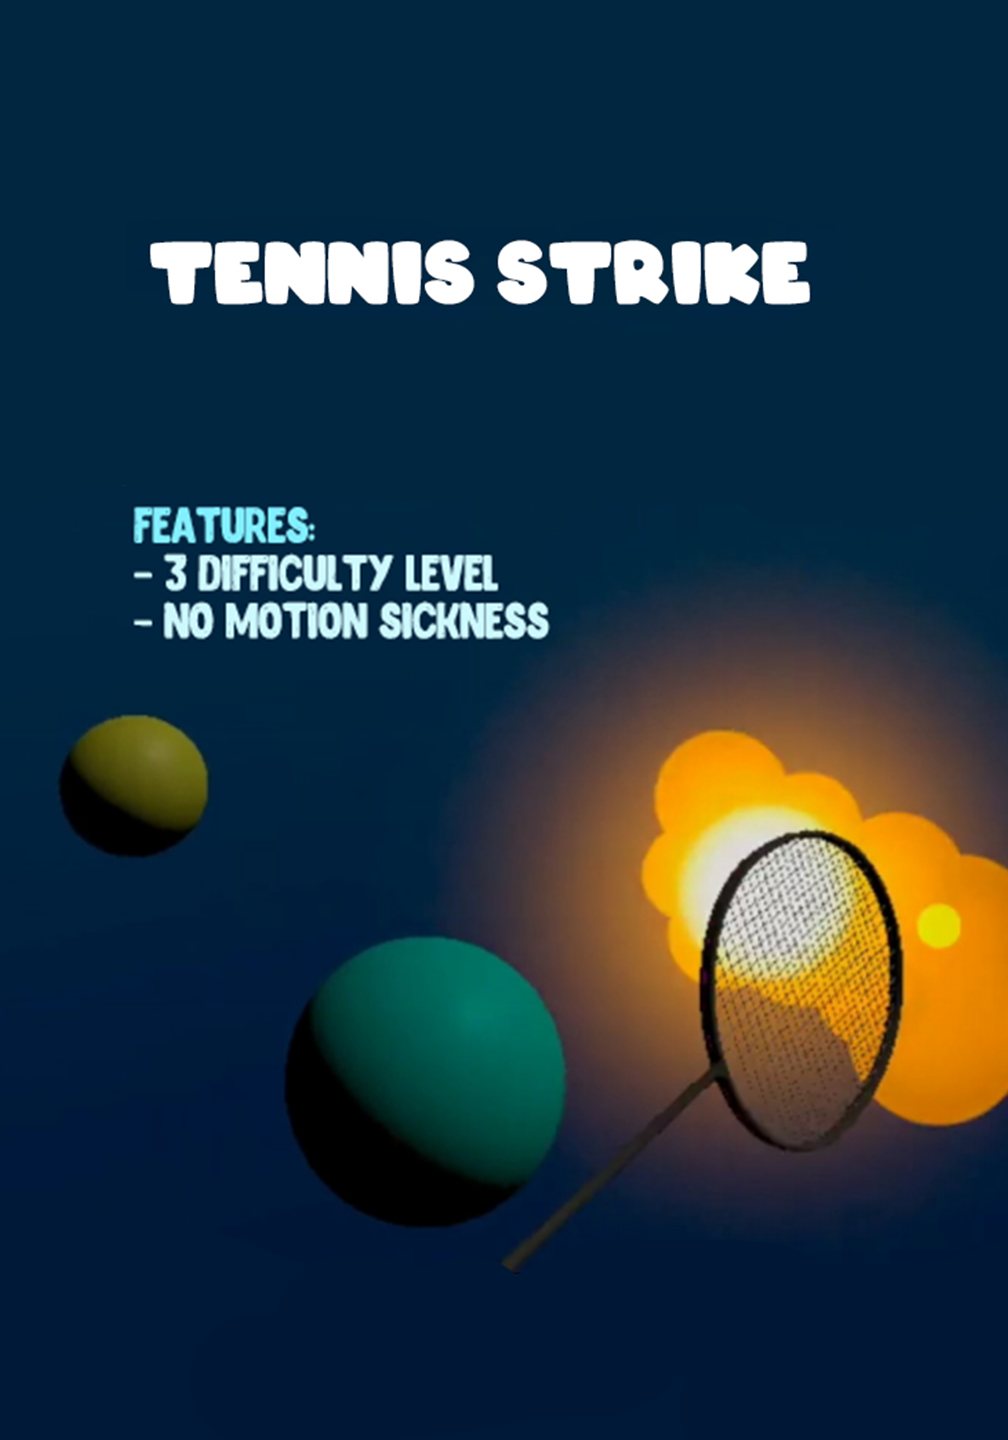 TENNIS STRIKE
FEATURES:
- 3 DIFFICULTY LEVEL
- NO MOTION SICKNESS